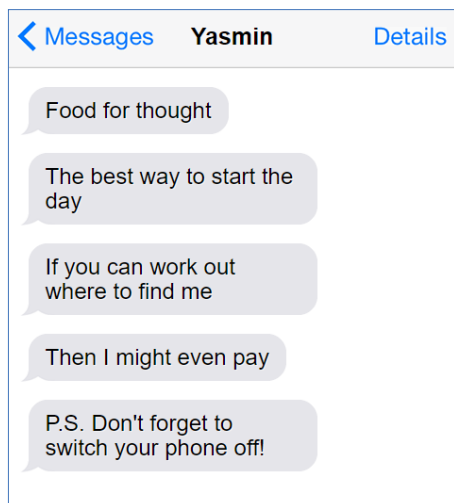 Messages Yasmin Details
Food for thought
The best way to start the
day
If you can work out
where to find me
Then I might even pay
P.S. Don't forget to
switch your phone off!